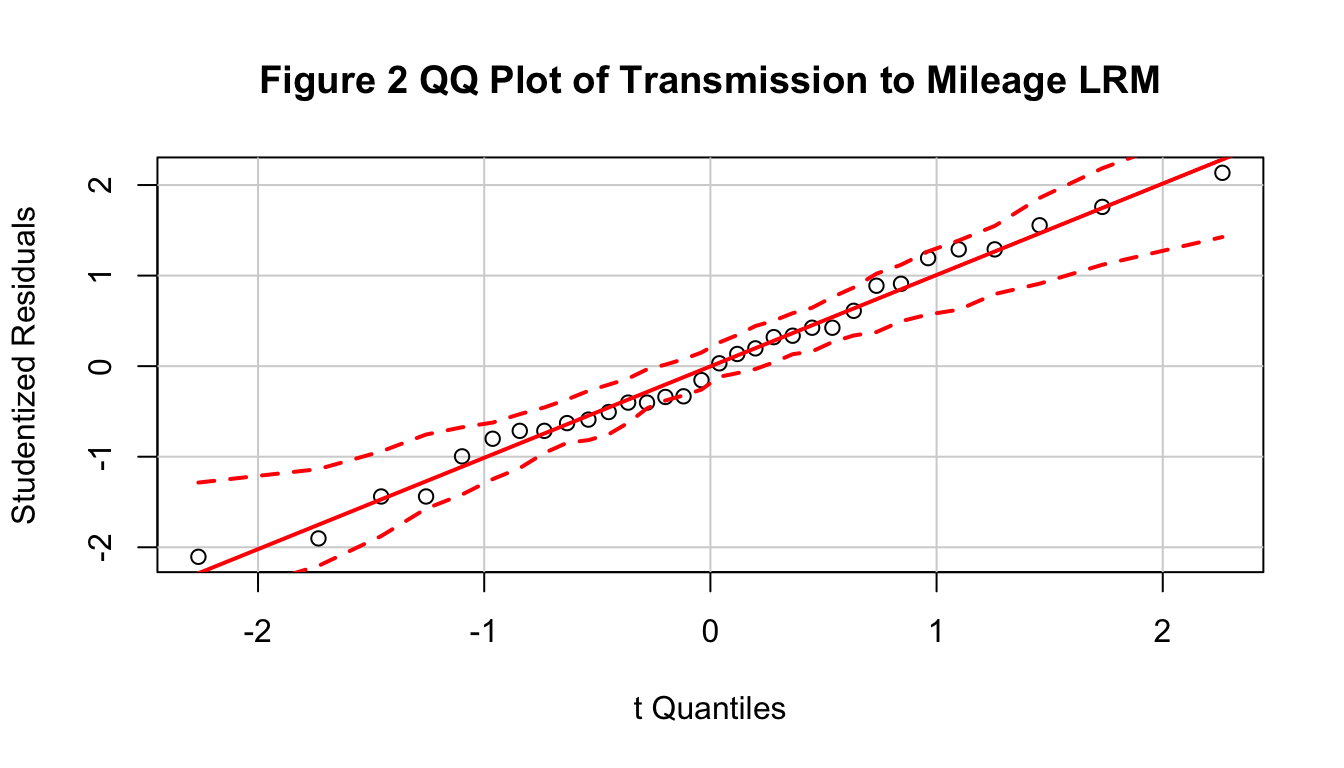 Figure 2 QQ Plot of Transmission to Mileage LRM
Studentized Residuals
2
1
0
-1
-2
-2 -1 0 1 2
t Quantiles